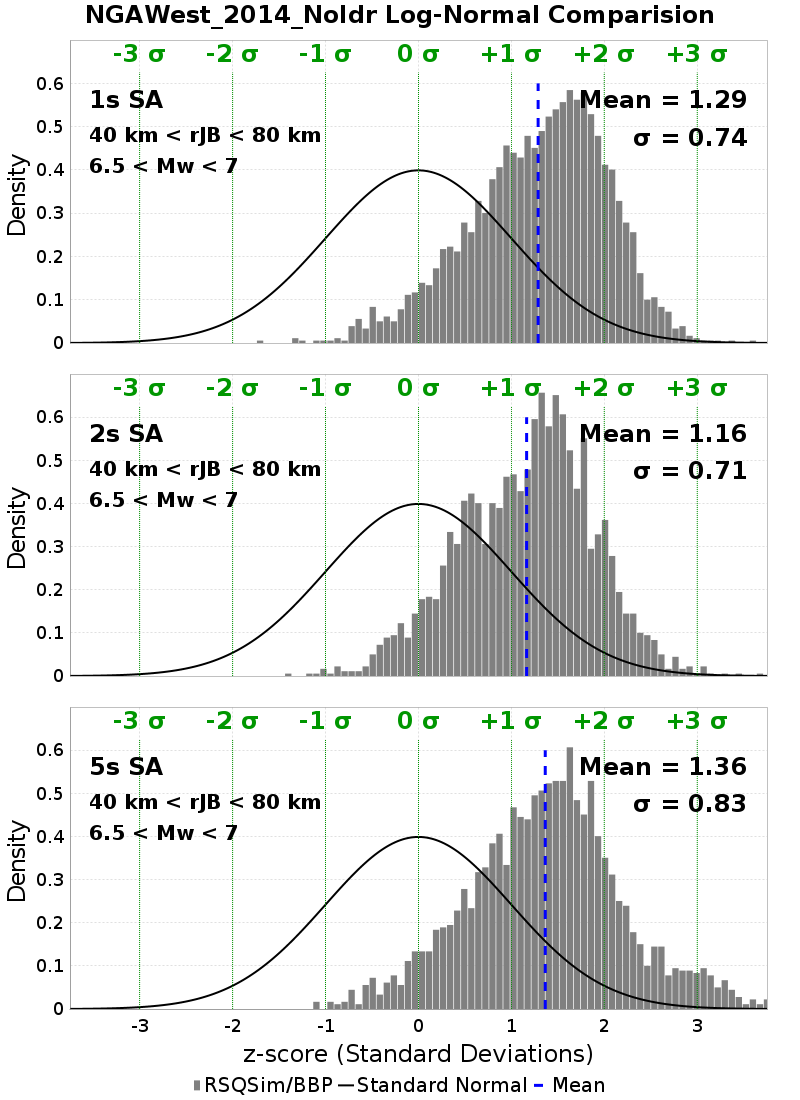 NGAWest_2014_NoIdr Log-Normal Comparision
-3 σ -2 σ -1 σ 0 σ +1 σ +2 σ +3 σ
1s SA
Mean = 1.29
40 km < rJB < 80 km
σ = 0.74
6.5 < Mw < 7
0.6
0.5
0.4
0.3
0.2
0.1
0
Density
-3 σ -2 σ -1 σ 0 σ +1 σ +2 σ +3 σ
2s SA
Mean = 1.16
40 km < rJB < 80 km
σ = 0.71
6.5 < Mw < 7
0.6
0.5
0.4
0.3
0.2
0.1
0
Density
-3 σ -2 σ -1 σ 0 σ +1 σ +2 σ +3 σ
5s SA
Mean = 1.36
40 km < rJB < 80 km
σ = 0.83
6.5 < Mw < 7
0.6
0.5
0.4
0.3
0.2
0.1
0
Density
-3 -2 -1 0 1 2 3
z-score (Standard Deviations)
RSQSim/BBP Standard Normal Mean